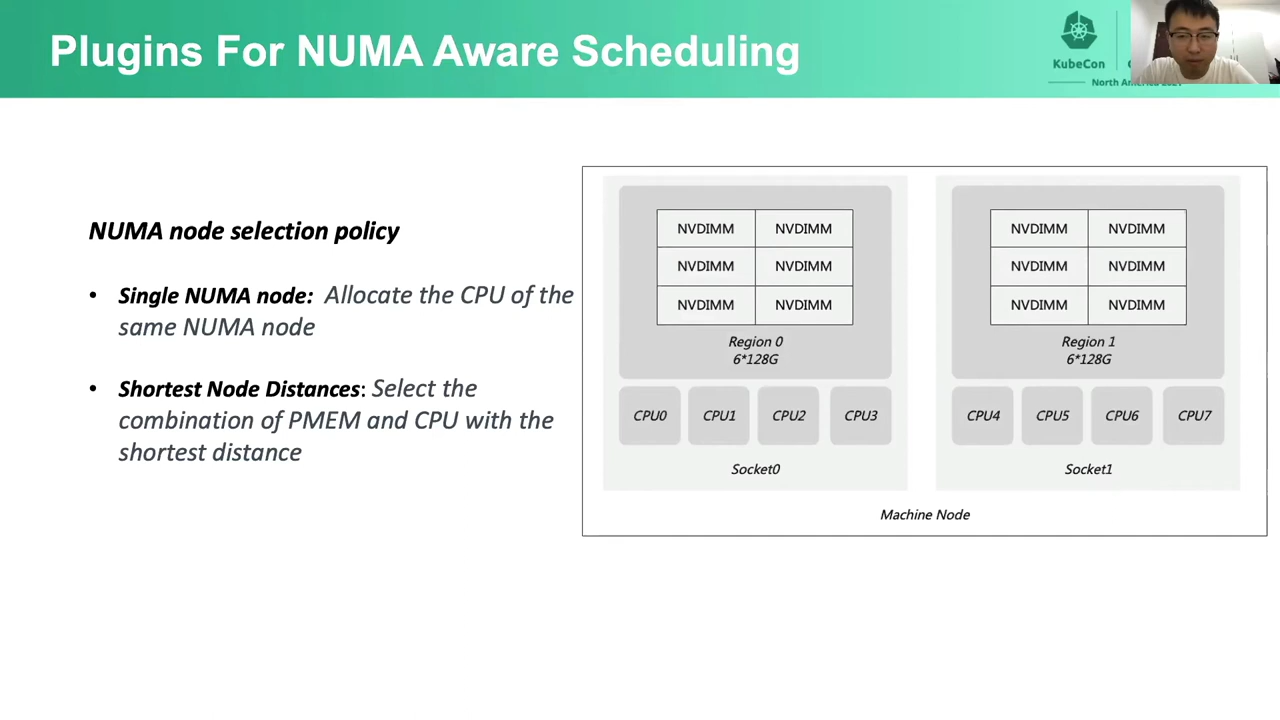 Plugins For NUMA Aware Scheduling
KubeCon
North America
NUMA node selection policy
• Single NUMA node: Allocate the CPU of the
same NUMA node
• Shortest Node Distances: Select the
combination of PMEM and CPU with the
shortest distance
NVDIMM NVDIMM
NVDIMM NVDIMM
NVDIMM NVDIMM
Region 0
6*128G
CPU0 CPU1 CPU2 CPU3
Socket0
NVDIMM NVDIMM
NVDIMM NVDIMM
NVDIMM NVDIMM
Region 1
6*128G
CPU4 CPU5 CPU6 CPU7
Socket1
Machine Node